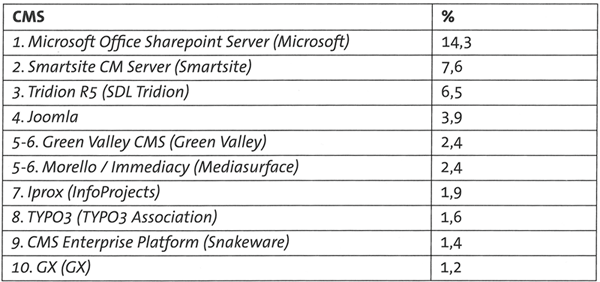 CMS %
1. Microsoft Office Sharepoint Server (Microsoft) 14,3
2. Smartsite CM Server (Smartsite) 7,6
3. Tridion R5 (SDL Tridion) 6,5
4. Joomla 3,9
5-6. Green Valley CMS (Green Valley) 2,4
5-6. Morello / Immediacy (Mediasurface) 2,4
7. Iprox (InfoProjects) 1,9
8. TYPO3 (TYPO3 Association) 1,6
9. CMS Enterprise Platform (Snakeware) 1,4
10. GX (GX) 1,2